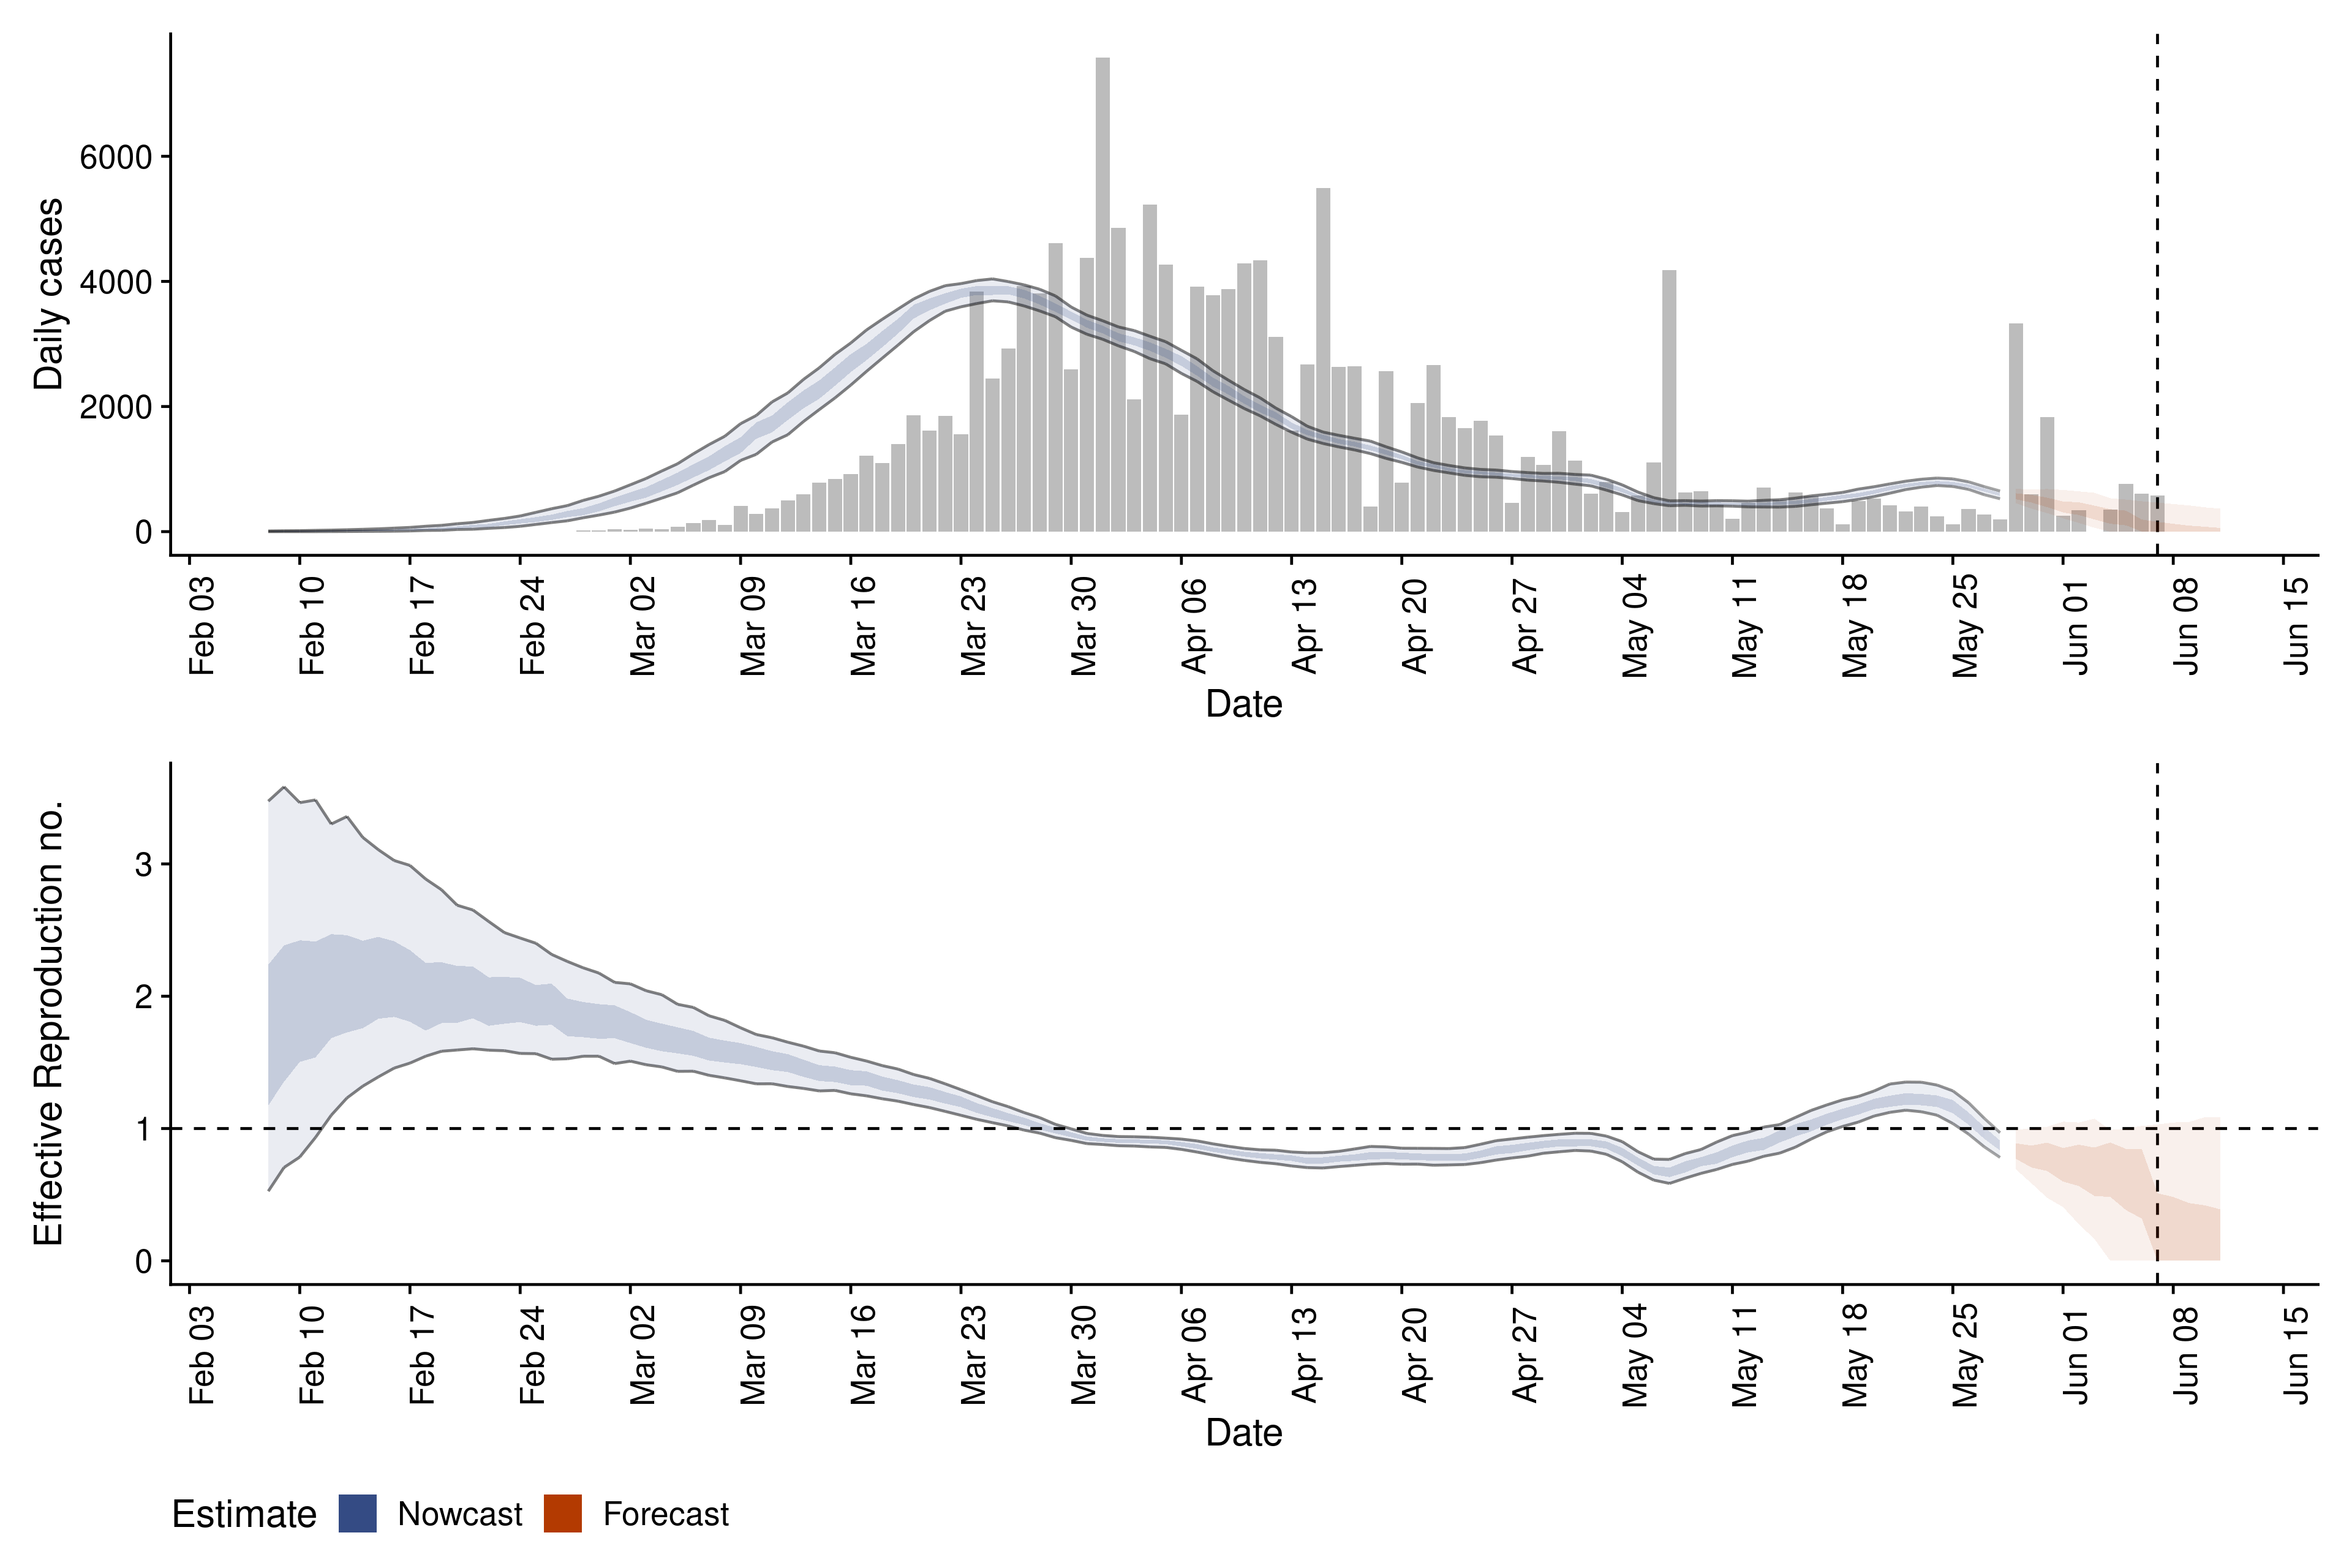 Daily cases
6000
4000
2000
0
Feb 03
Feb 10
Feb 17
Feb 24
Mar 02
Mar 09
Mar 16
Mar 23
Mar 30
Apr 06
Apr 13
Apr 20
Apr 27
May 04
May 11
May 18
May 25
Jun 01
Jun 08
Jun 15
Date
Effective Reproduction no.
3
2
1
0
Feb 03
Feb 10
Feb 17
Feb 24
Mar 02
Mar 09
Mar 16
Mar 23
Mar 30
Apr 06
Apr 13
Apr 20
Apr 27
May 04
May 11
May 18
May 25
Jun 01
Jun 08
Jun 15
Date
Estimate Nowcast Forecast